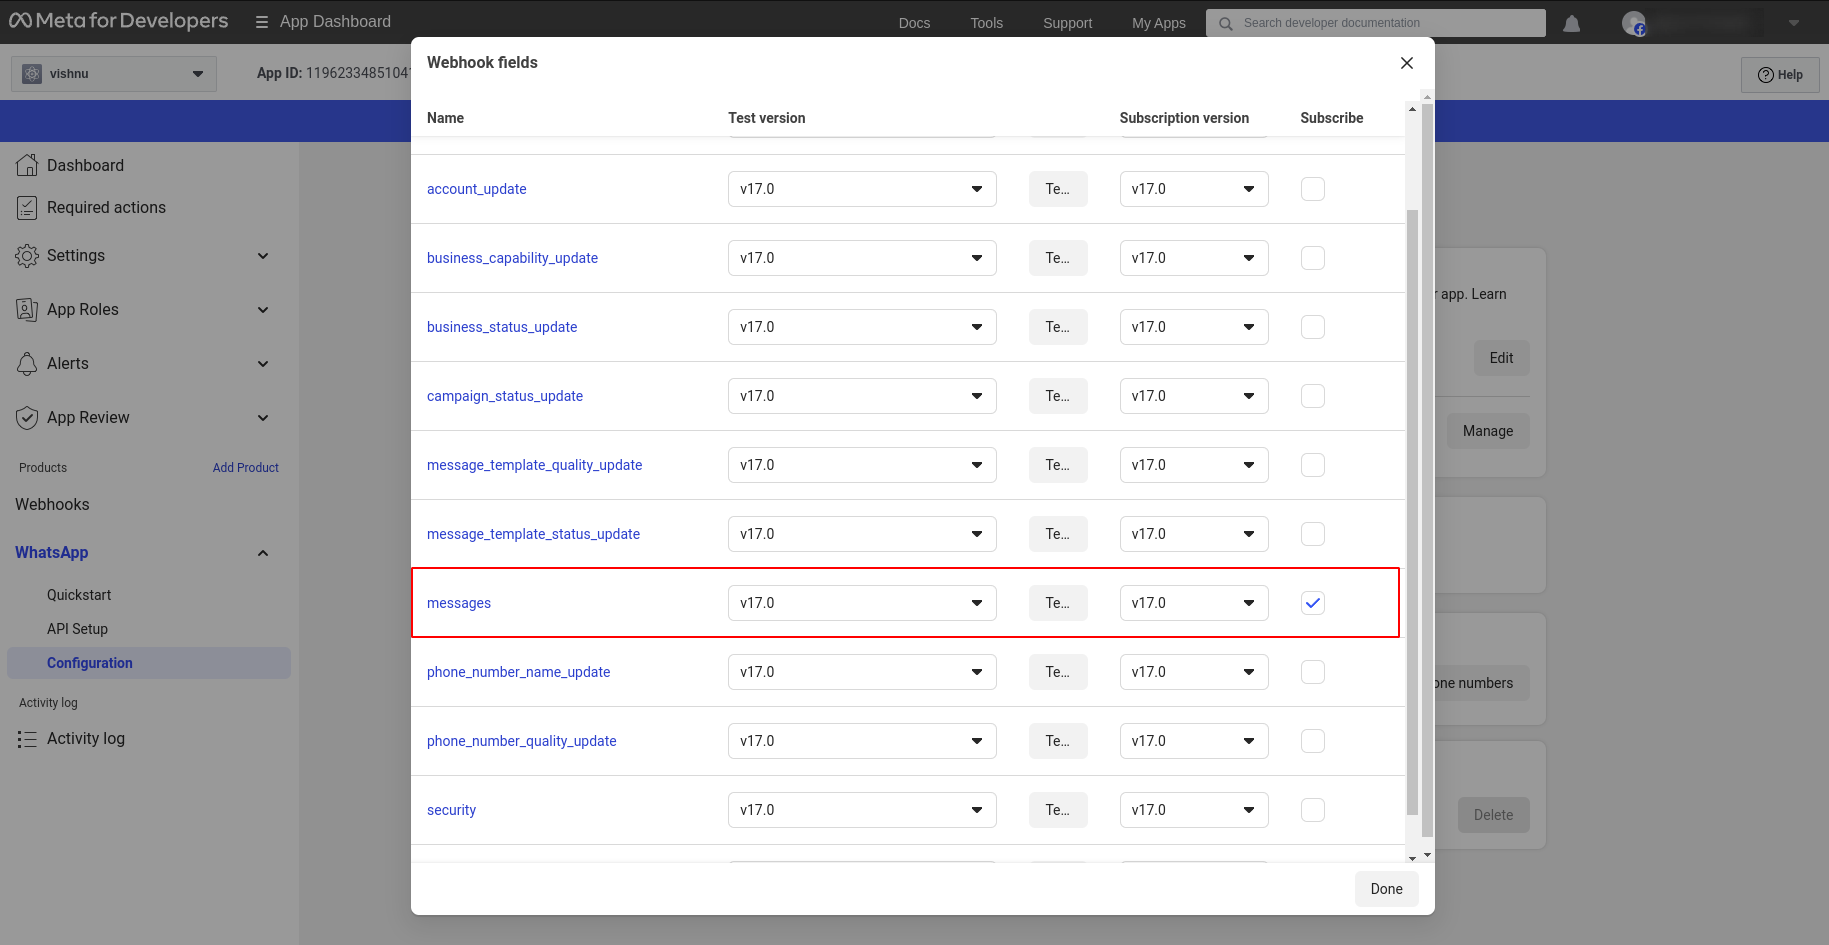 Meta for Developers
App Dashboard
Docs
Tools
Support
My Apps
Search developer documentation
vishnu
App ID: 1196233485104
Help
Dashboard
Required actions
Settings
App Roles
Alerts
App Review
Products
Add Product
Webhooks
WhatsApp
Quickstart
API Setup
Configuration
Activity log
Activity log
Webhook fields
Name Test version Subscription version Subscribe
account_update v17.0 Te... v17.0
business_capability_update v17.0 Te... v17.0
business_status_update v17.0 Te... v17.0
campaign_status_update v17.0 Te... v17.0
message_template_quality_update v17.0 Te... v17.0
message_template_status_update v17.0 Te... v17.0
messages v17.0 Te... v17.0
phone_number_name_update v17.0 Te... v17.0
phone_number_quality_update v17.0 Te... v17.0
security v17.0 Te... v17.0
Done
r app. Learn
Edit
Manage
one numbers
Delete